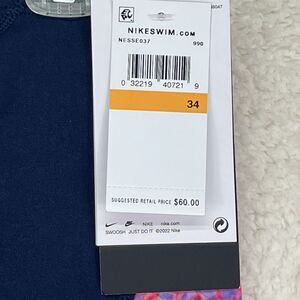 NIKESWIM.COM
NESSE037 990
0 32219 40721 9
34
SUGGESTED RETAIL PRICE $60.00
NIKE nike.com
SWOOSH JUST DO IT ©2022 Nike